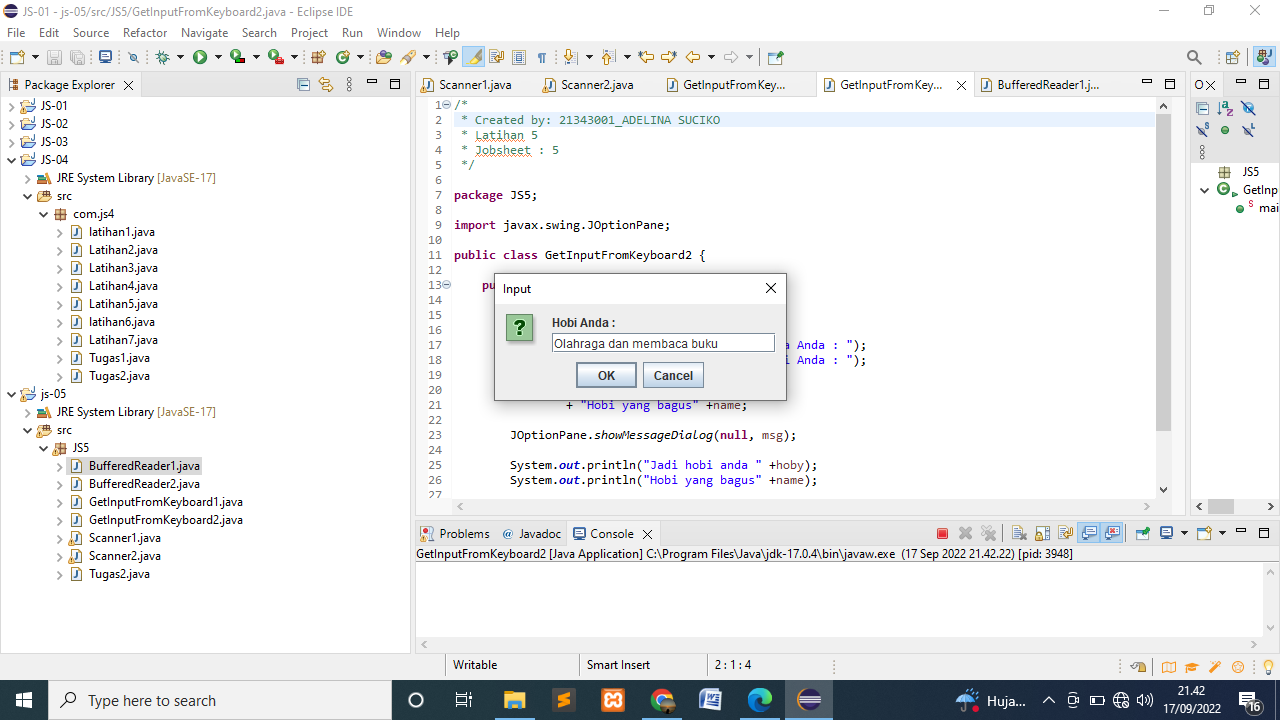 JS-01 - js-05/src/JS5/GetInputFromKeyboard2.java - Eclipse IDE
File Edit Source Refactor Navigate Search Project Run Window Help
Package Explorer
JS-01
JS-02
JS-03
JS-04
JRE System Library [JavaSE-17]
src
com.js4
latihan1.java
Latihan2.java
Latihan3.java
Latihan4.java
Latihan5.java
latihan6.java
Latihan7.java
Tugas1.java
Tugas2.java
js-05
JRE System Library [JavaSE-17]
src
JS5
BufferedReader1.java
BufferedReader2.java
GetInputFromKeyboard1.java
GetInputFromKeyboard2.java
Scanner1.java
Scanner2.java
Tugas2.java
Scanner1.java Scanner2.java GetInputFromKey... GetInputFromKey... BufferedReader1.j...
1 /*
2 * Created by: 21343001_ADELINA SUCIKO
3 * Latihan 5
4 * Jobsheet : 5
5 */
6
7 package JS5;
8
9 import javax.swing.JOptionPane;
10
11 public class GetInputFromKeyboard2 {
12
13 pu
14
15
16
17 a Anda : ");
18 i Anda : ");
19
20
21 + "Hobi yang bagus" +name;
22
23 JOptionPane.showMessageDialog(null, msg);
24
25 System.out.println("Jadi hobi anda " +hoby);
26 System.out.println("Hobi yang bagus" +name);
27
Input
Hobi Anda :
Olahraga dan membaca buku
OK Cancel
O
JS5
GetInp
mai
Problems Javadoc Console
GetInputFromKeyboard2 [Java Application] C:\Program Files\Java\jdk-17.0.4\bin\javaw.exe (17 Sep 2022 21.42.22) [pid: 3948]
Writable Smart Insert 2 : 1 : 4
Type here to search
Huja...
21.42
17/09/2022
16